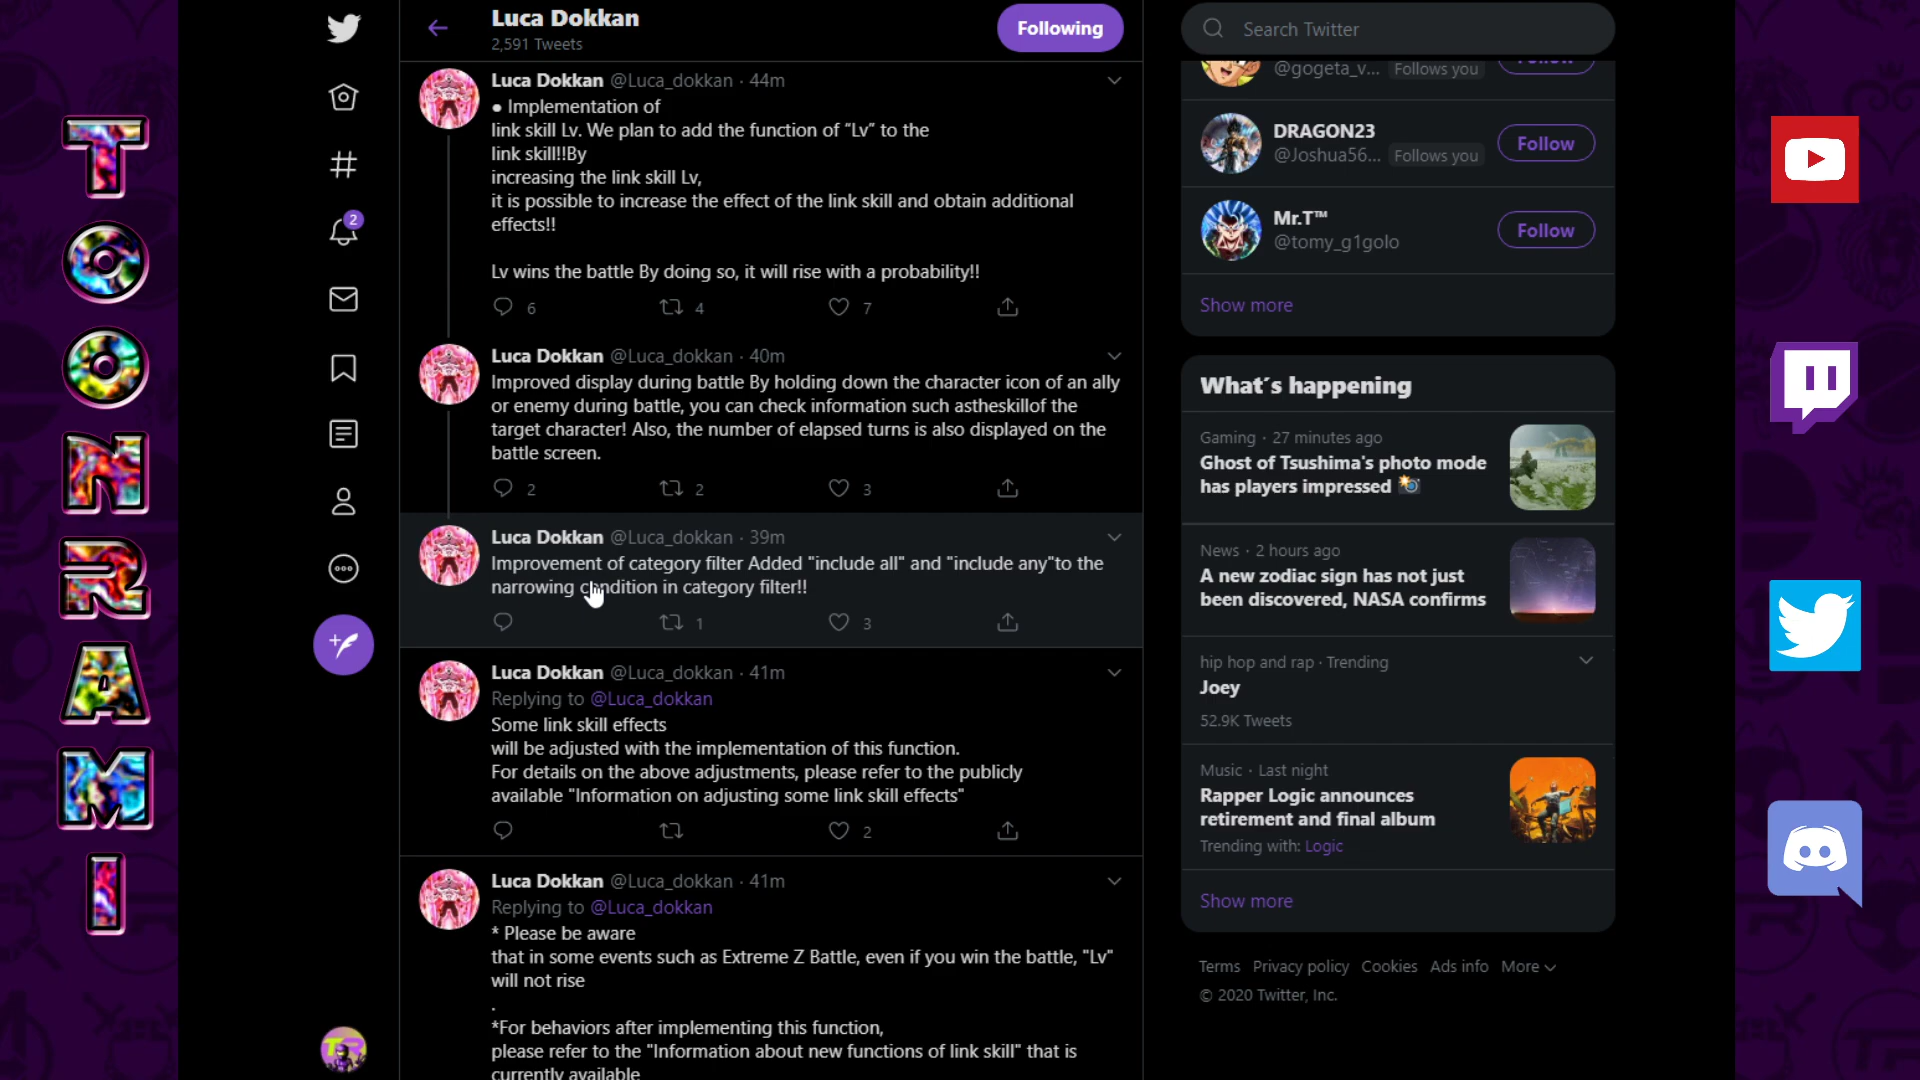 T
O
O
N
R
A
M
I
2
Luca Dokkan
2,591 Tweets
Following
Luca Dokkan @Luca_dokkan · 44m
● Implementation of
link skill Lv. We plan to add the function of “Lv” to the
link skill!!By
increasing the link skill Lv,
it is possible to increase the effect of the link skill and obtain additional
effects!!
Lv wins the battle By doing so, it will rise with a probability!!
6 4 7
Luca Dokkan @Luca_dokkan · 40m
Improved display during battle By holding down the character icon of an ally
or enemy during battle, you can check information such astheskillof the
target character! Also, the number of elapsed turns is also displayed on the
battle screen.
2 2 3
Luca Dokkan @Luca_dokkan · 39m
Improvement of category filter Added "include all" and "include any"to the
narrowing condition in category filter!!
1 3
Luca Dokkan @Luca_dokkan · 41m
Replying to @Luca_dokkan
Some link skill effects
will be adjusted with the implementation of this function.
For details on the above adjustments, please refer to the publicly
available "Information on adjusting some link skill effects"
2
Luca Dokkan @Luca_dokkan · 41m
Replying to @Luca_dokkan
* Please be aware
that in some events such as Extreme Z Battle, even if you win the battle, "Lv"
will not rise
.
*For behaviors after implementing this function,
please refer to the "Information about new functions of link skill" that is
currently available
Search Twitter
@gogeta_v... Follows you Follow
DRAGON23
@Joshua56... Follows you
Follow
Mr.T™
@tomy_g1golo
Follow
Show more
What's happening
Gaming · 27 minutes ago
Ghost of Tsushima's photo mode
has players impressed
News · 2 hours ago
A new zodiac sign has not just
been discovered, NASA confirms
hip hop and rap · Trending
Joey
52.9K Tweets
Music · Last night
Rapper Logic announces
retirement and final album
Trending with: Logic
Show more
Terms Privacy policy Cookies Ads info More
© 2020 Twitter, Inc.